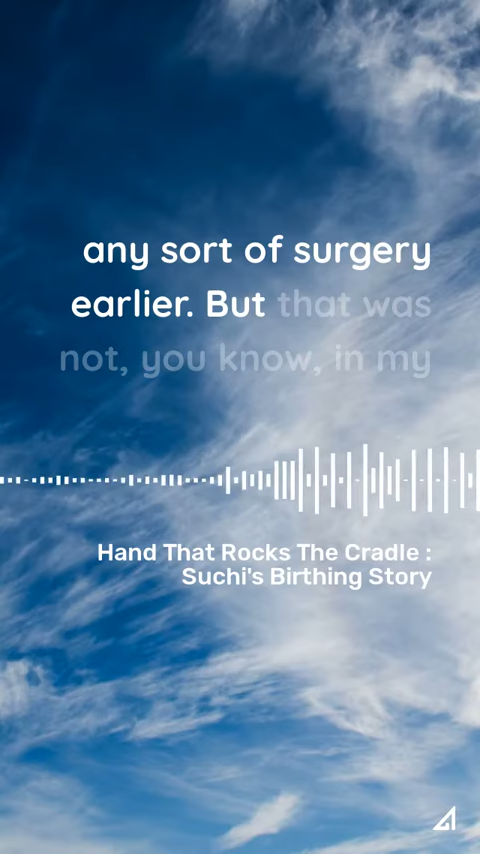 any sort of surgery
earlier. But that was
not, you know, in my
Hand That Rocks The Cradle :
Suchi's Birthing Story